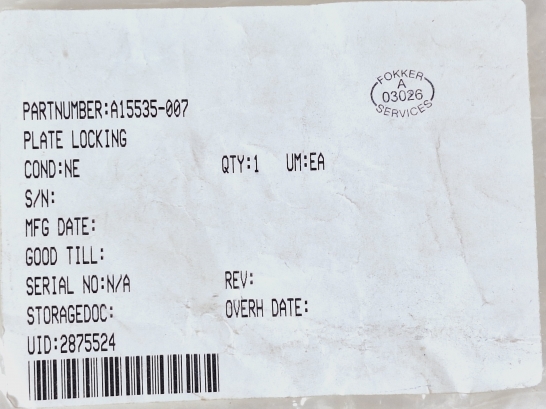 FOKKER
A
03026
SERVICES
PARTNUMBER:A15535-007
PLATE LOCKING
COND:NE QTY:1 UM:EA
S/N:
MFG DATE:
GOOD TILL:
SERIAL NO:N/A REV:
STORAGEDOC: OVERH DATE:
UID:2875524